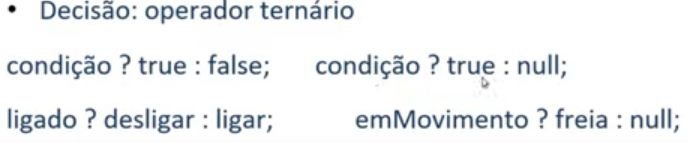 • Decisão: operador ternário
condição ? true : false; condição ? true : null;
ligado ? desligar : ligar; emMovimento ? freia : null;